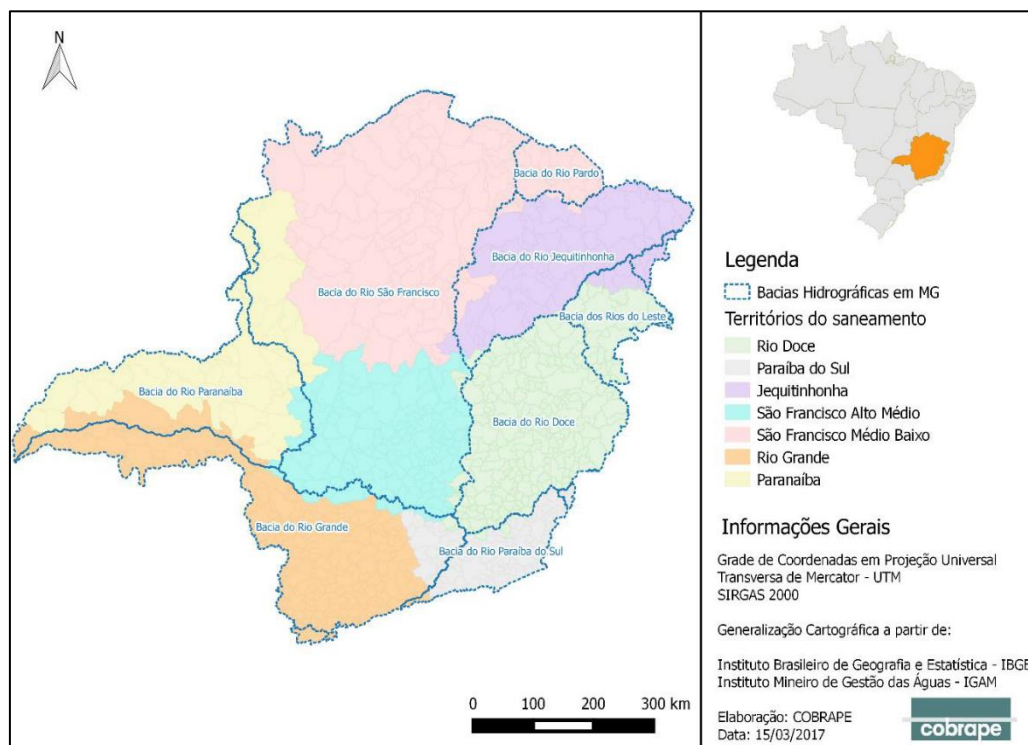 N
Bacia do Rio Pardo
Bacia do Rio Jequitinhonha
Bacia do Rio São Francisco
Bacia dos Rios do Leste
Bacia do Rio Paranaíba
Bacia do Rio Doce
Bacia do Rio Grande
Bacia do Rio Paraíba do Sul
0 100 200 300 km
Legenda
Bacias Hidrográficas em MG
Territórios do saneamento
Rio Doce
Paraíba do Sul
Jequitinhonha
São Francisco Alto Médio
São Francisco Médio Baixo
Rio Grande
Paranaíba
Informações Gerais
Grade de Coordenadas em Projeção Universal
Transversa de Mercator - UTM
SIRGAS 2000
Generalização Cartográfica a partir de:
Instituto Brasileiro de Geografia e Estatística - IBGE
Instituto Mineiro de Gestão das Águas - IGAM
Elaboração: COBRAPE
Data: 15/03/2017
cobrape